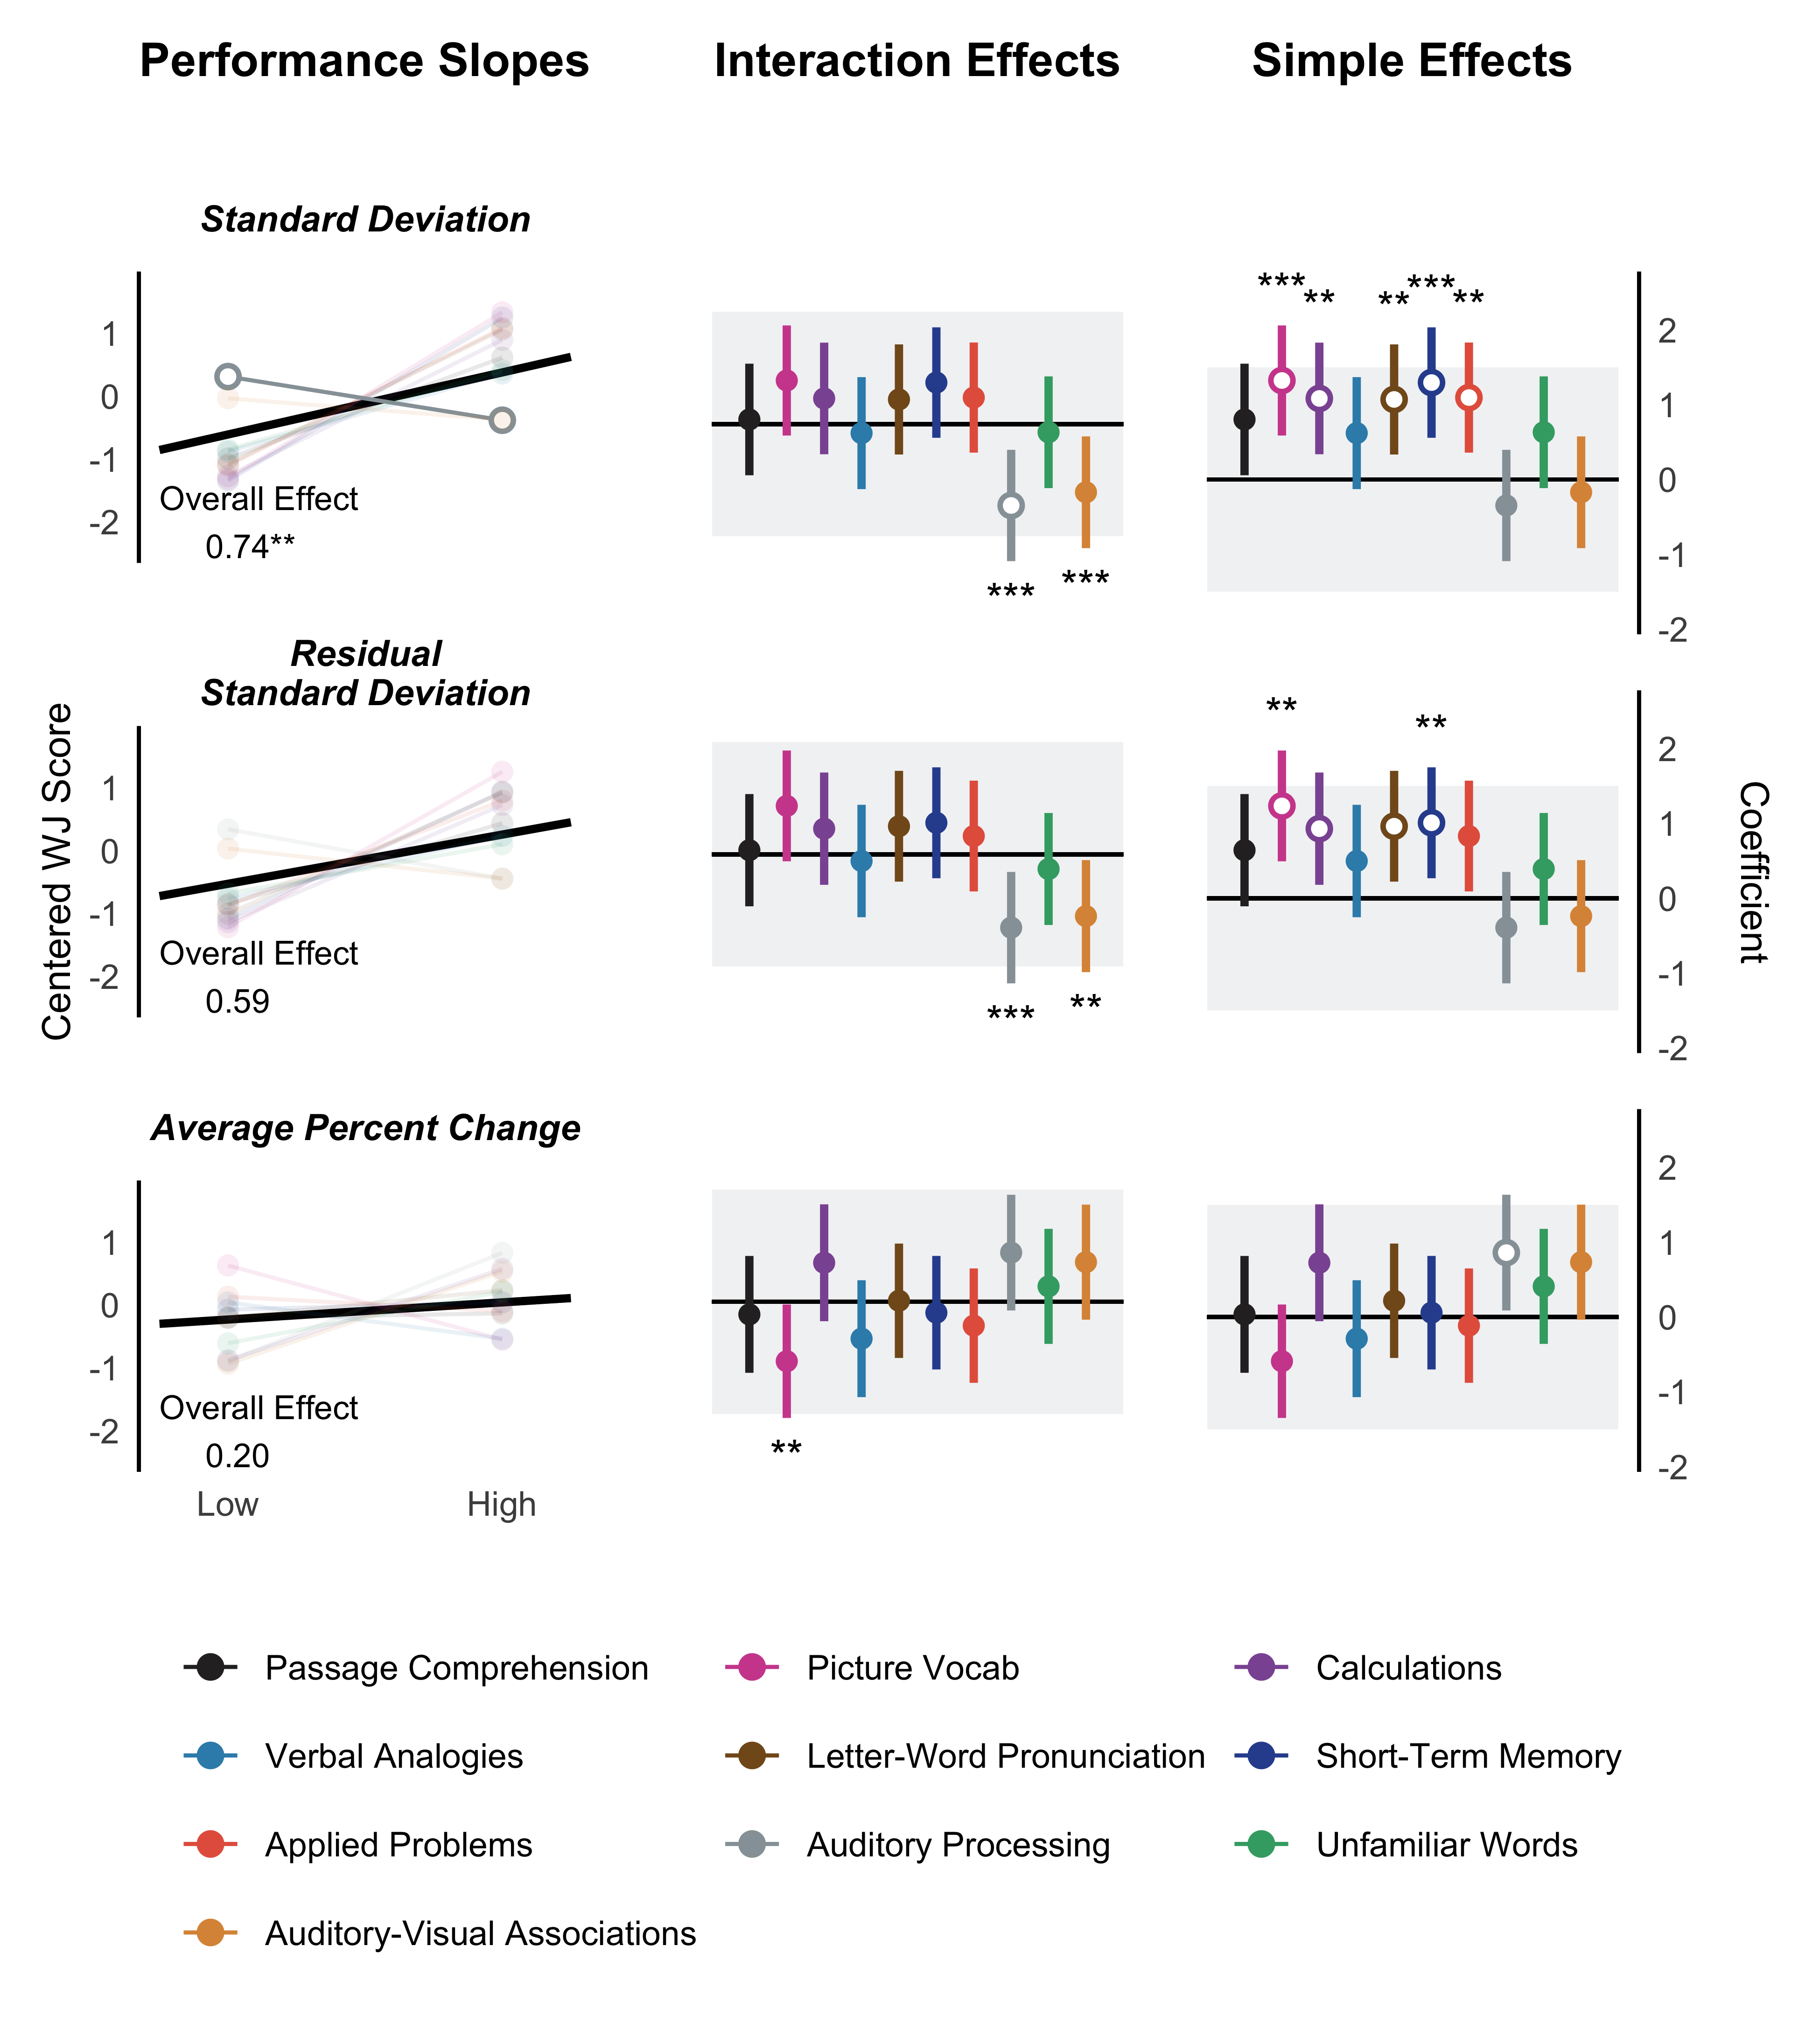 Performance Slopes
Interaction Effects
Simple Effects
Standard Deviation
1
0
-1
-2
Overall Effect
0.74**
***
***
***
**
**
***
**
2
1
0
-1
-2
Residual
Standard Deviation
Centered WJ Score
1
0
-1
-2
Overall Effect
0.59
***
**
**
**
2
1
0
-1
-2
Coefficient
Average Percent Change
1
0
-1
-2
Overall Effect
0.20
Low
High
**
2
1
0
-1
-2
Passage Comprehension
Picture Vocab
Calculations
Verbal Analogies
Letter-Word Pronunciation
Short-Term Memory
Applied Problems
Auditory Processing
Unfamiliar Words
Auditory-Visual Associations